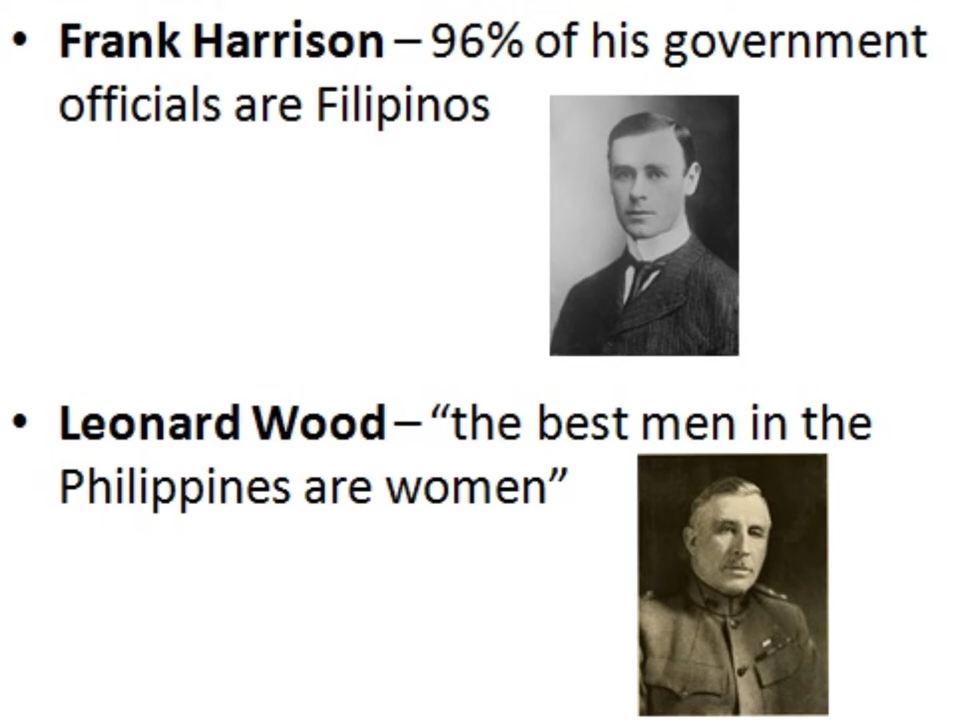 • Frank Harrison – 96% of his government
officials are Filipinos
• Leonard Wood – “the best men in the
Philippines are women”